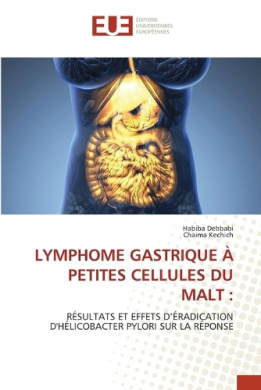 ÉDITIONS
UNIVERSITAIRES
EUROPÉENNES
Habiba Debbabi
Chaima Kechich
LYMPHOME GASTRIQUE À
PETITES CELLULES DU
MALT :
RÉSULTATS ET EFFETS D'ÉRADICATION
D'HÉLICOBACTER PYLORI SUR LA RÉPONSE